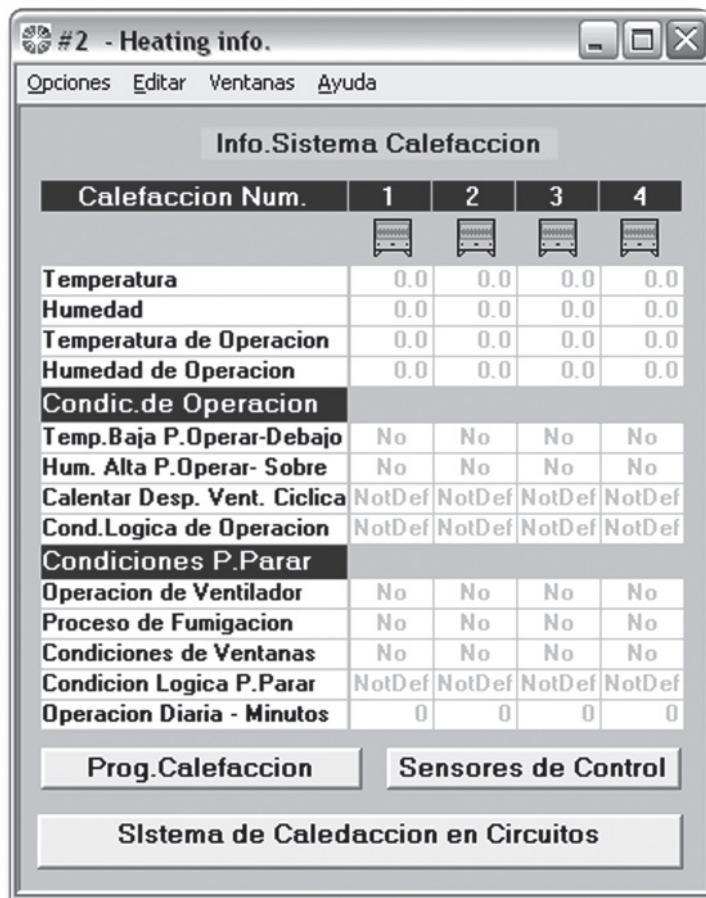 #2 - Heating info.
Opciones Editar Ventanas Ayuda
Info.Sistema Calefaccion
Calefaccion Num. 1 2 3 4
Temperatura 0.0 0.0 0.0 0.0
Humedad 0.0 0.0 0.0 0.0
Temperatura de Operacion 0.0 0.0 0.0 0.0
Humedad de Operacion 0.0 0.0 0.0 0.0
Condic.de Operacion
Temp.Baja P.Operar-Debajo No No No No
Hum. Alta P.Operar- Sobre No No No No
Calentar Desp. Vent. Ciclica NotDef NotDef NotDef NotDef
Cond.Logica de Operacion NotDef NotDef NotDef NotDef
Condiciones P.Parar
Operacion de Ventilador No No No No
Proceso de Fumigacion No No No No
Condiciones de Ventanas No No No No
Condicion Logica P.Parar NotDef NotDef NotDef NotDef
Operacion Diaria - Minutos 0 0 0 0
Prog.Calefaccion Sensores de Control
SIstema de Caledaccion en Circuitos